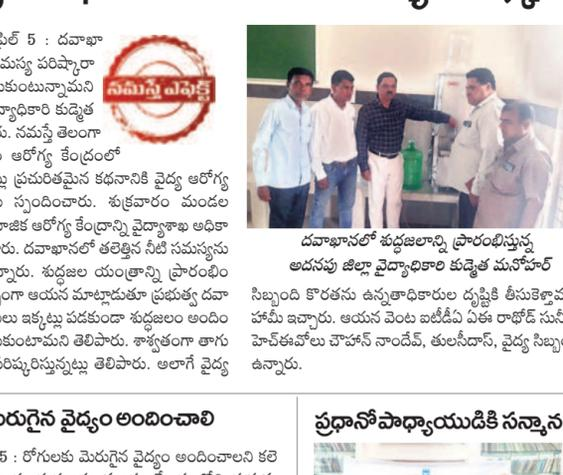 5 : దవాఖా
సమస్య పరిష్కారా
కుంటున్నామని
వైద్యాధికారి కుడ్మెత
నమస్తే తెలంగా
ఆరోగ్య కేంద్రంలో
ప్రచురితమైన కథనానికి వైద్య ఆరోగ్య
స్పందించారు. శుక్రవారం మండల
ఆరోగ్య కేంద్రాన్ని వైద్యాశాఖ అధికా
దవాఖానలో తలెత్తిన నీటి సమస్యను
శుద్ధజల యంత్రాన్ని ప్రారంభిం
ఆయన మాట్లాడుతూ ప్రభుత్వ దవా
ఇక్కట్లు పడకుండా శుద్ధజలం అందిం
తెలిపారు. శాశ్వతంగా తాగు
పరిష్కరిస్తున్నట్లు తెలిపారు. అలాగే వైద్య
నమస్తే ఎఫెక్ట్
దవాఖానలో శుద్ధజలాన్ని ప్రారంభిస్తున్న
అదనపు జిల్లా వైద్యాధికారి కుడ్మెత మనోహర్
సిబ్బంది కొరతను ఉన్నతాధికారుల దృష్టికి తీసుకెళ్తామ
హామీ ఇచ్చారు. ఆయన వెంట ఐటీడీఏ ఏఈ రాథోడ్ సునీ
హెచ్ఈవోలు చౌహాన్ నాందేవ్, తులసీదాస్, వైద్య సిబ్బం
ఉన్నారు.
మెరుగైన వైద్యం అందించాలి
5 : రోగులకు మెరుగైన వైద్యం అందించాలని కలె
ప్రధానోపాధ్యాయుడికి సన్మాన